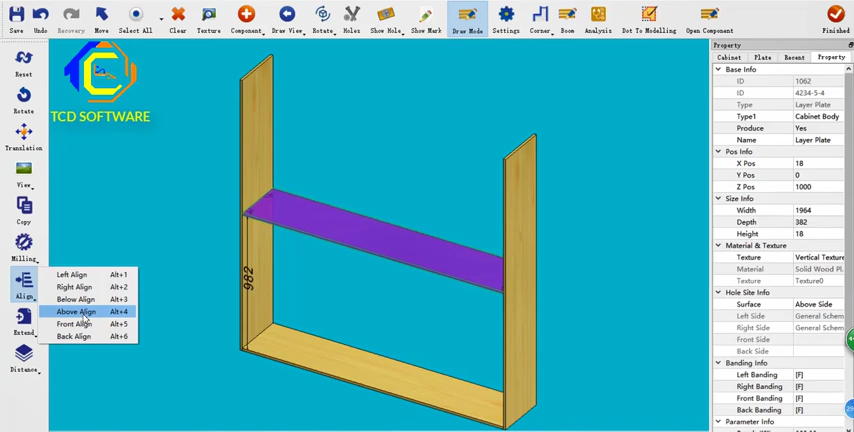 Save Undo Recovery Move Select All Clear Texture Component Draw View Rotate Holes Show Hole Show Mark Draw Mode Settings Corner Boom Analysis Dot To Modelling Open Component Finished
Reset
Rotate
Translation
View
Copy
Milling
Align
Extend
Distance
TCD SOFTWARE
Left Align Alt+1
Right Align Alt+2
Below Align Alt+3
Above Align Alt+4
Front Align Alt+5
Back Align Alt+6
982
Property
Cabinet Plate Recent Property
Base Info
ID 1062
ID 4234-5-4
Type Layer Plate
Type1 Cabinet Body
Produce Yes
Name Layer Plate
Pos Info
X Pos 18
Y Pos 0
Z Pos 1000
Size Info
Width 1964
Depth 382
Height 18
Material & Texture
Texture Vertical Texture
Material Solid Wood Pl
Texture Texture0
Hole Site Info
Surface Above Side
Left Side General Schem
Right Side General Schem
Front Side
Back Side
Banding Info
Left Banding [F]
Right Banding [F]
Front Banding [F]
Back Banding [F]
Parameter Info